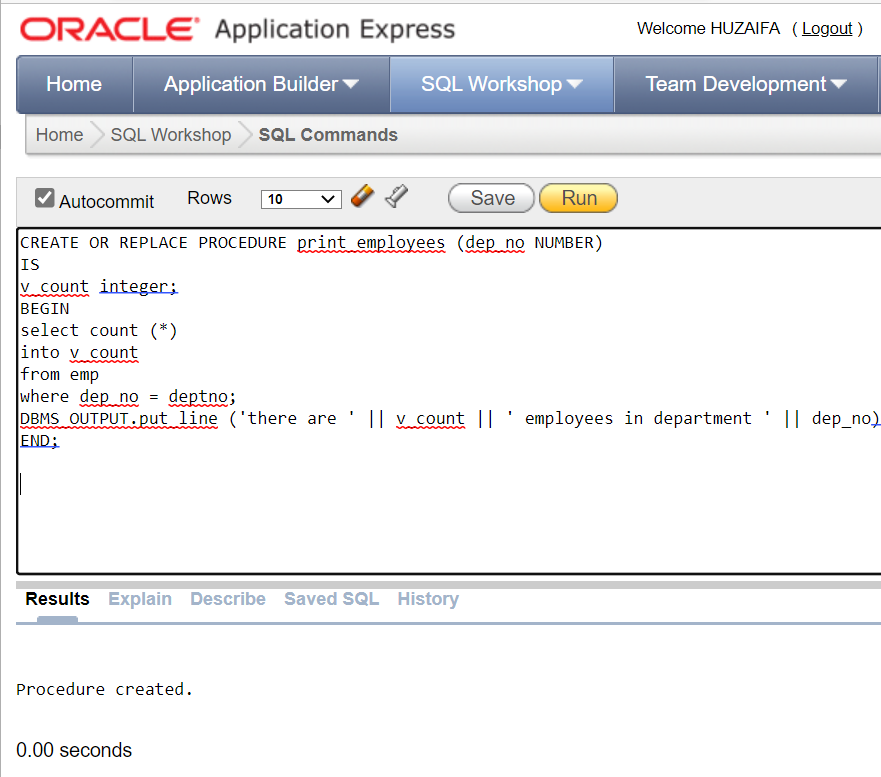 ORACLE® Application Express
Welcome HUZAIFA ( Logout )
Home Application Builder SQL Workshop Team Development
Home SQL Workshop SQL Commands
Autocommit Rows 10 Save Run
CREATE OR REPLACE PROCEDURE print_employees (dep_no NUMBER)
IS
v_count integer;
BEGIN
select count (*)
into v_count
from emp
where dep_no = deptno;
DBMS_OUTPUT.put_line ('there are ' || v_count || ' employees in department ' || dep_no)
END;
Results Explain Describe Saved SQL History
Procedure created.
0.00 seconds